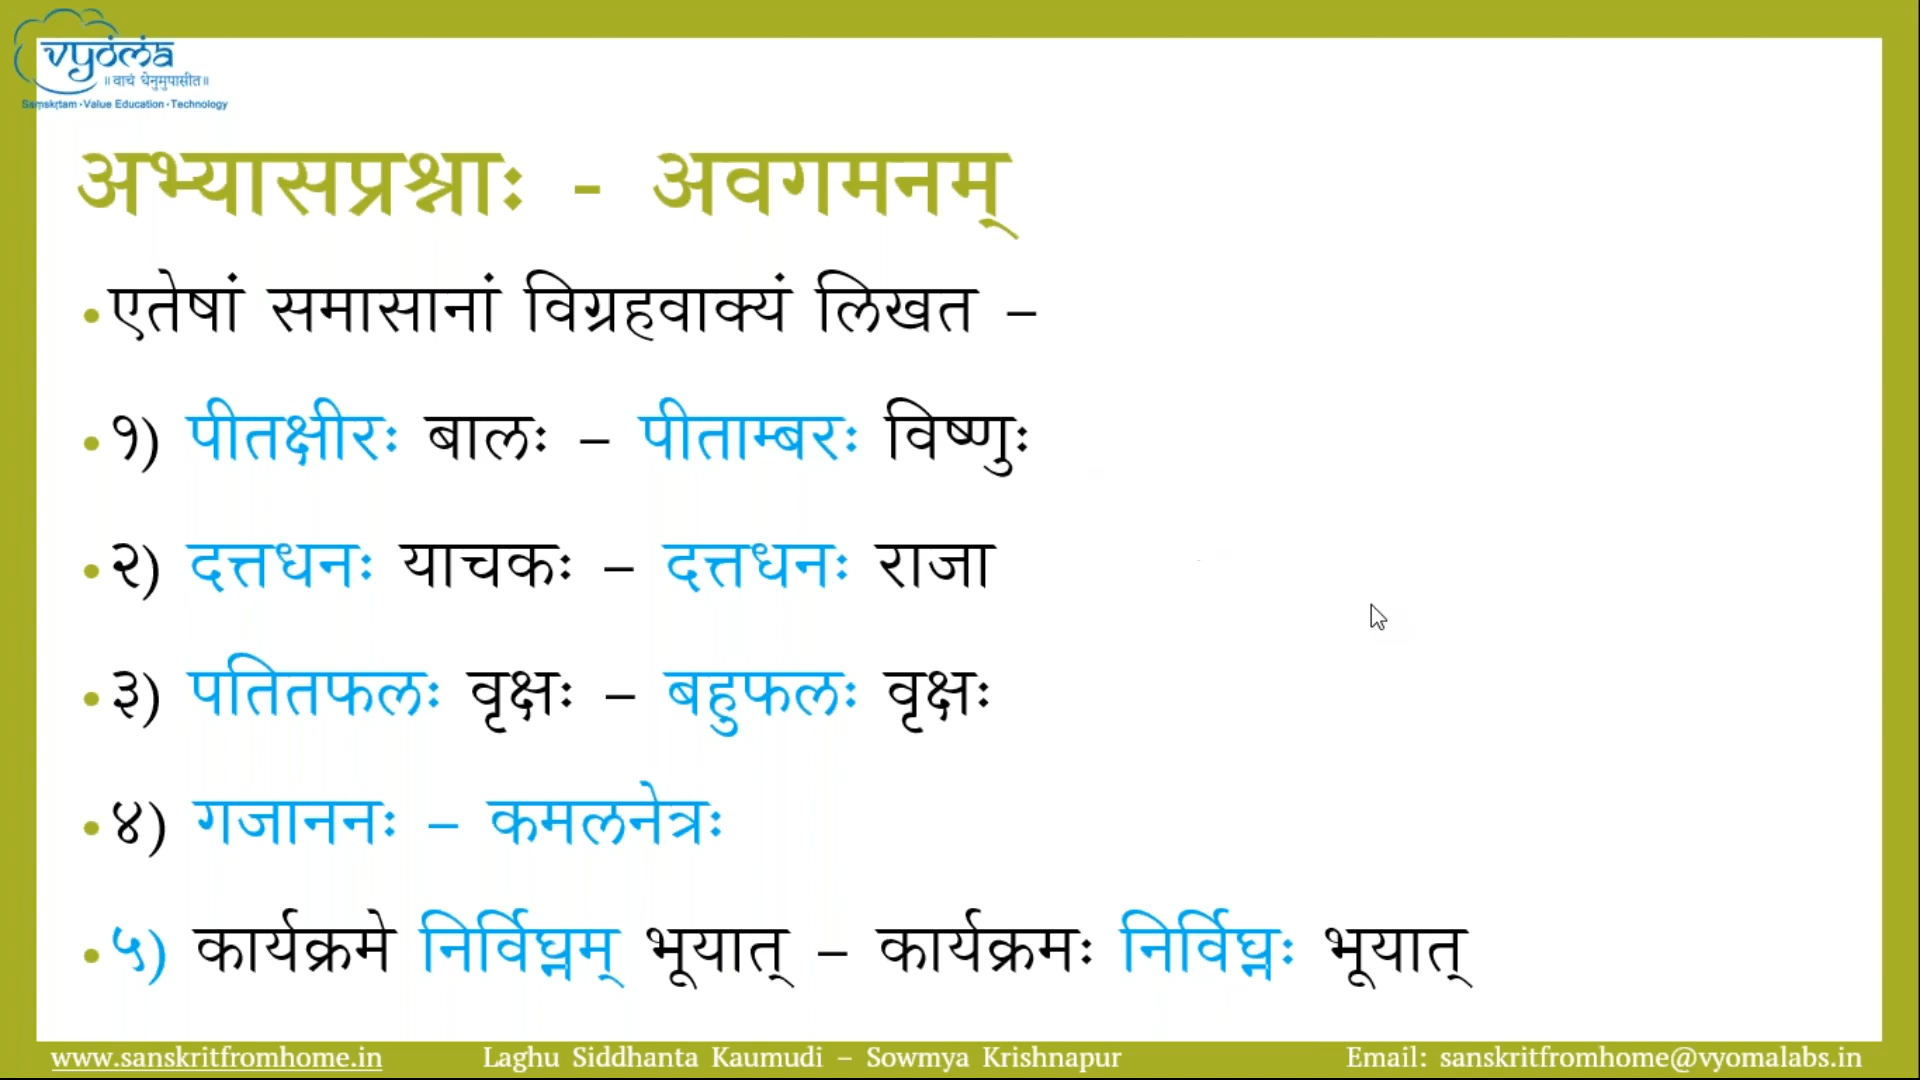 vyoma
॥वाचं धेनुमुपासीत॥
Saṃskṛtam • Value Education • Technology
अभ्यासप्रश्नाः - अवगमनम्
• एतेषां समासानां विग्रहवाक्यं लिखत –
• १) पीतक्षीरः बालः – पीताम्बरः विष्णुः
• २) दत्तधनः याचकः – दत्तधनः राजा
• ३) पतितफलः वृक्षः – बहुफलः वृक्षः
• ४) गजाननः – कमलनेत्रः
• ५) कार्यक्रमे निर्विघ्नम् भूयात् – कार्यक्रमः निर्विघ्नः भूयात्
www.sanskritfromhome.in Laghu Siddhanta Kaumudi – Sowmya Krishnapur Email: sanskritfromhome@vyomalabs.in